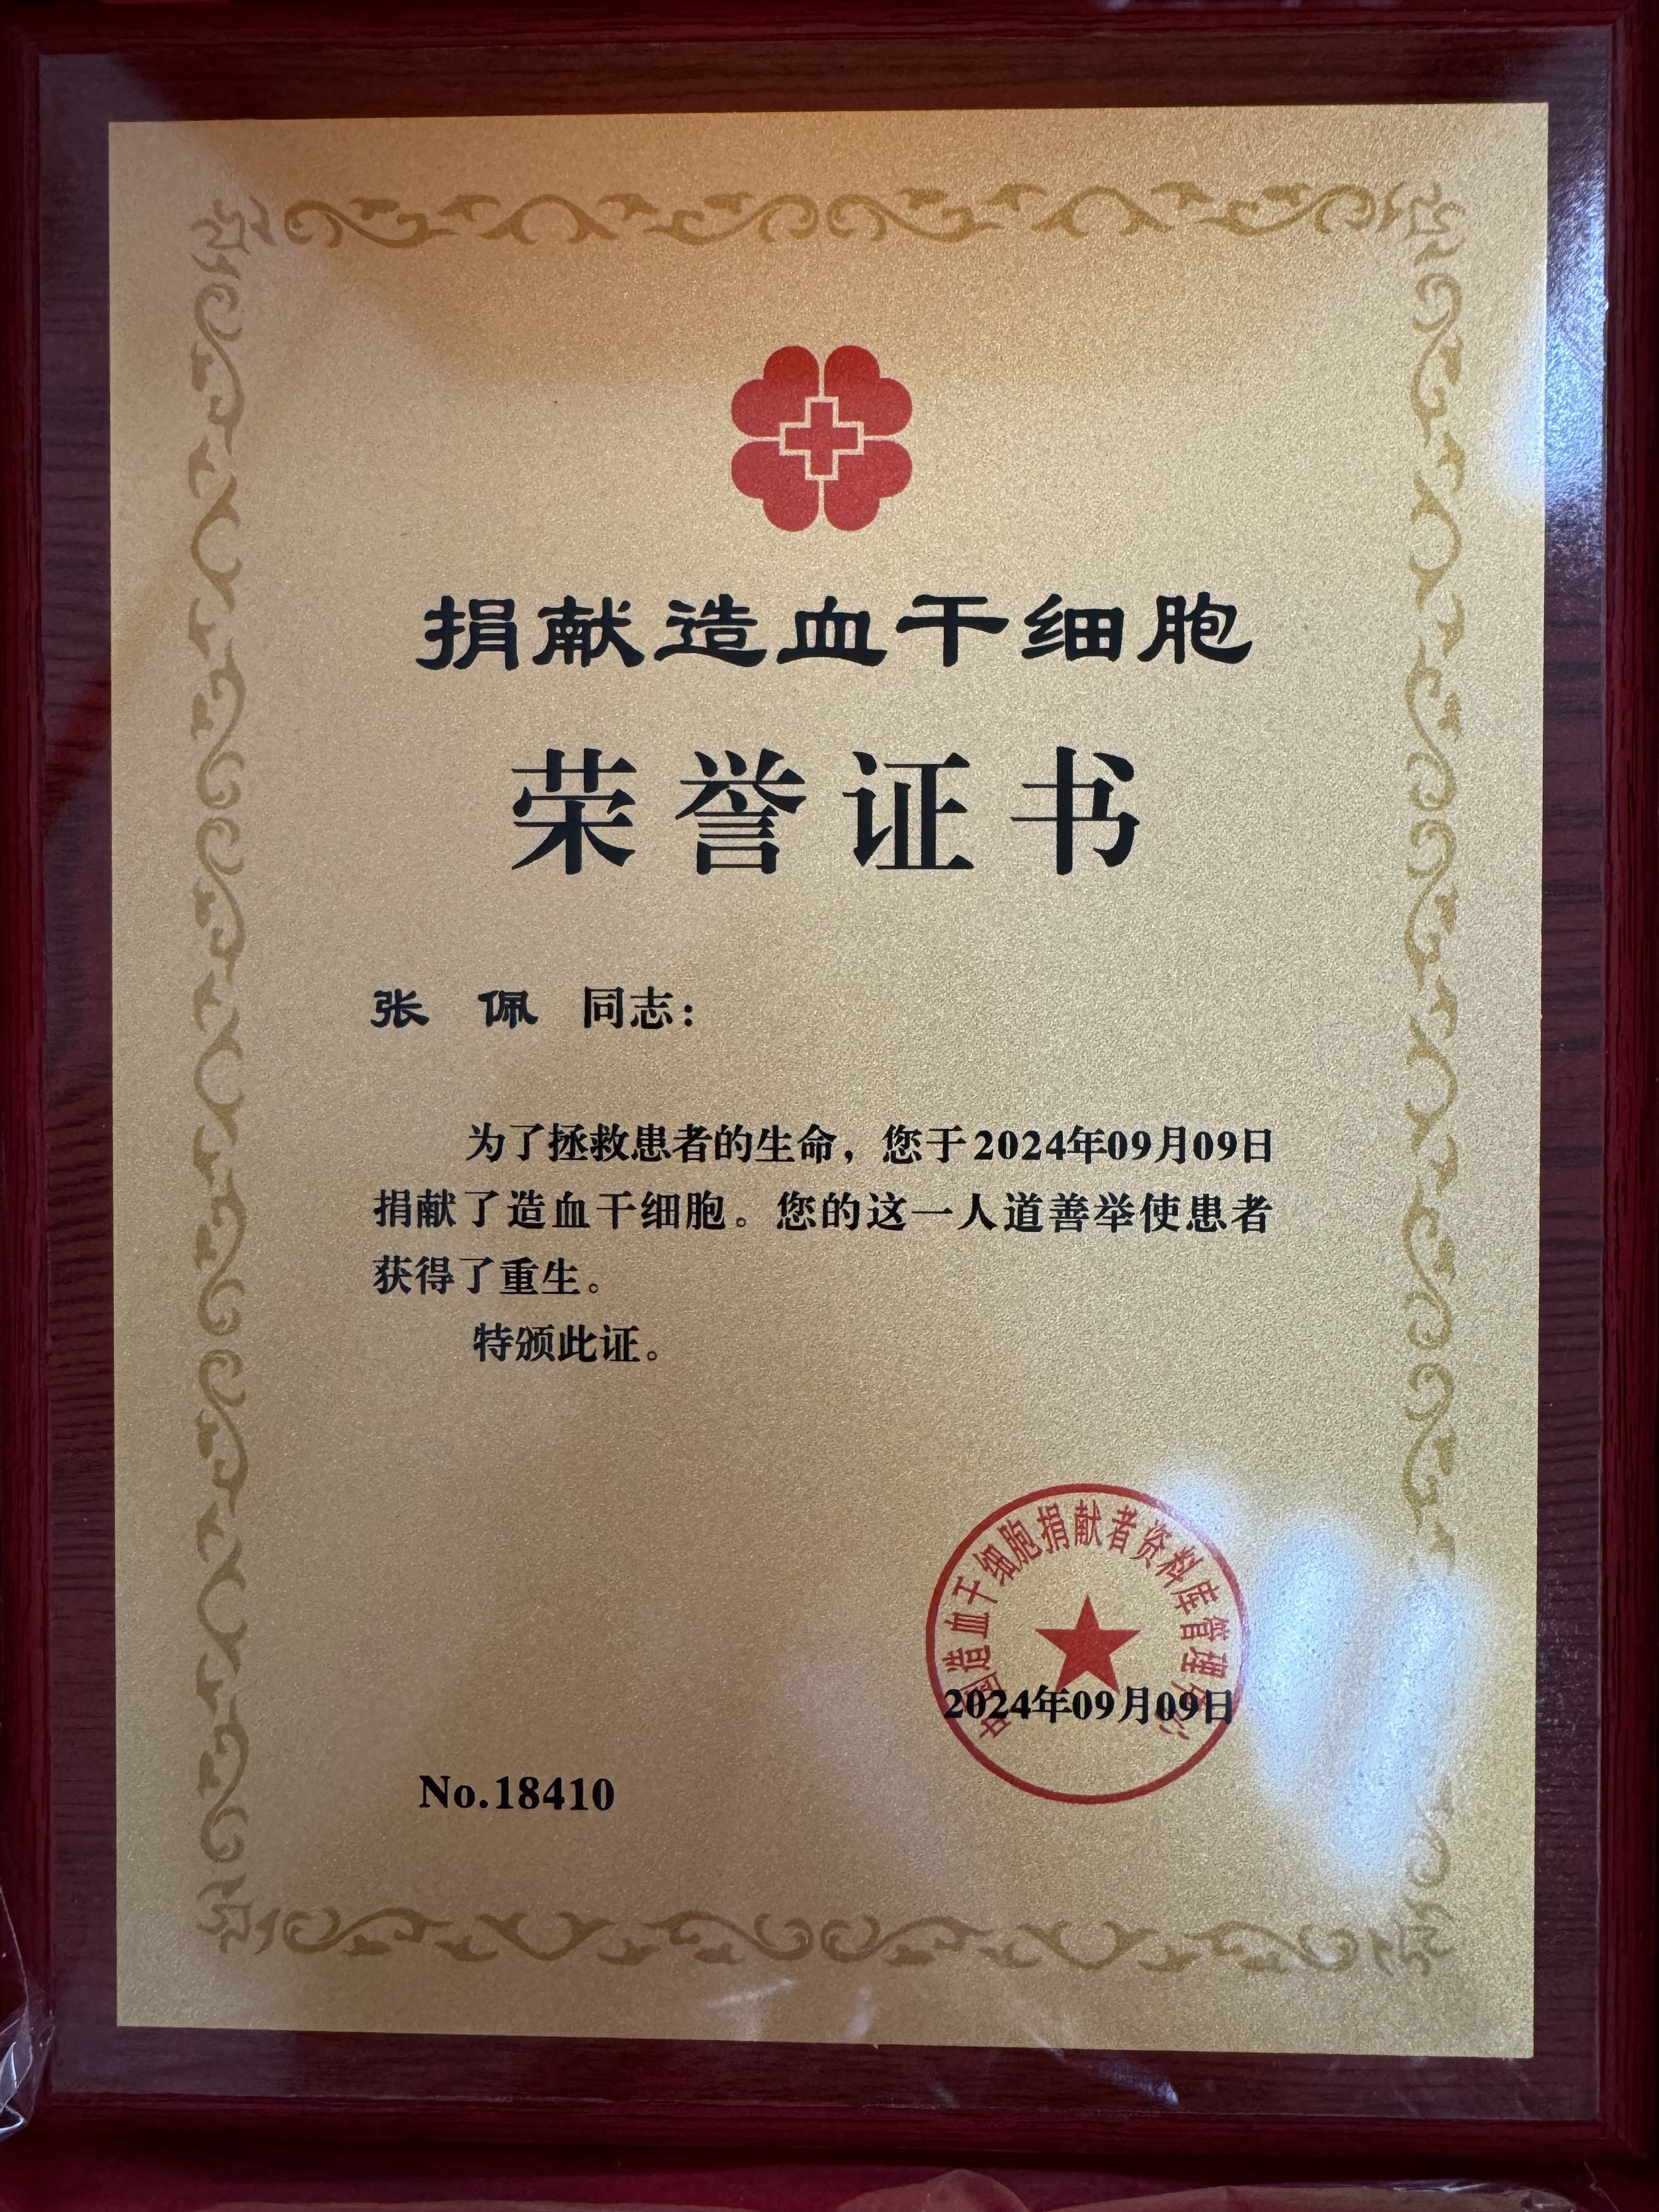 捐献造血干细胞
荣誉证书
张 佩 同志：
为了拯救患者的生命，您于2024年09月09日
捐献了造血干细胞。您的这一人道善举使患者
获得了重生。
特颁此证。
中国造血干细胞捐献者资料库管理中心
2024年09月09日
No.18410